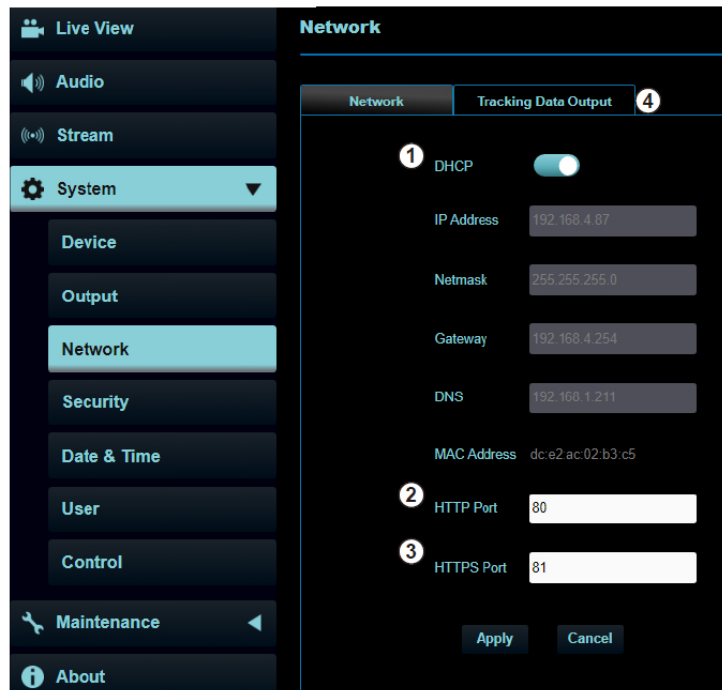 Live View
Audio
Stream
System
Device
Output
Network
Security
Date & Time
User
Control
Maintenance
About
Network
Network Tracking Data Output 4
1 DHCP
IP Address 192.168.4.87
Netmask 255.255.255.0
Gateway 192.168.4.254
DNS 192.168.1.211
MAC Address dc:e2:ac:02:b3:c5
2 HTTP Port 80
3 HTTPS Port 81
Apply Cancel